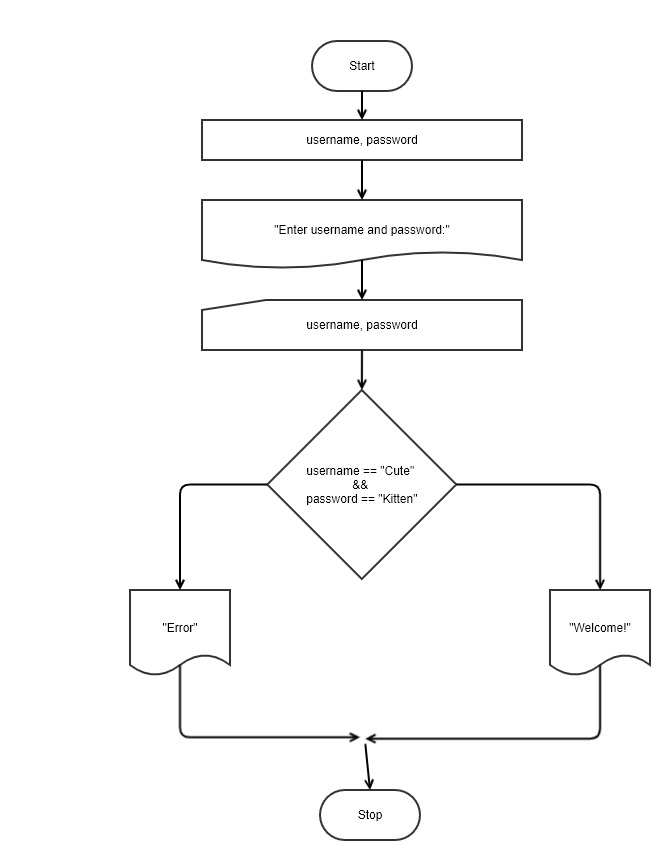 Start
username, password
"Enter username and password:"
username, password
username == "Cute"
&&
password == "Kitten"
"Error"
"Welcome!"
Stop